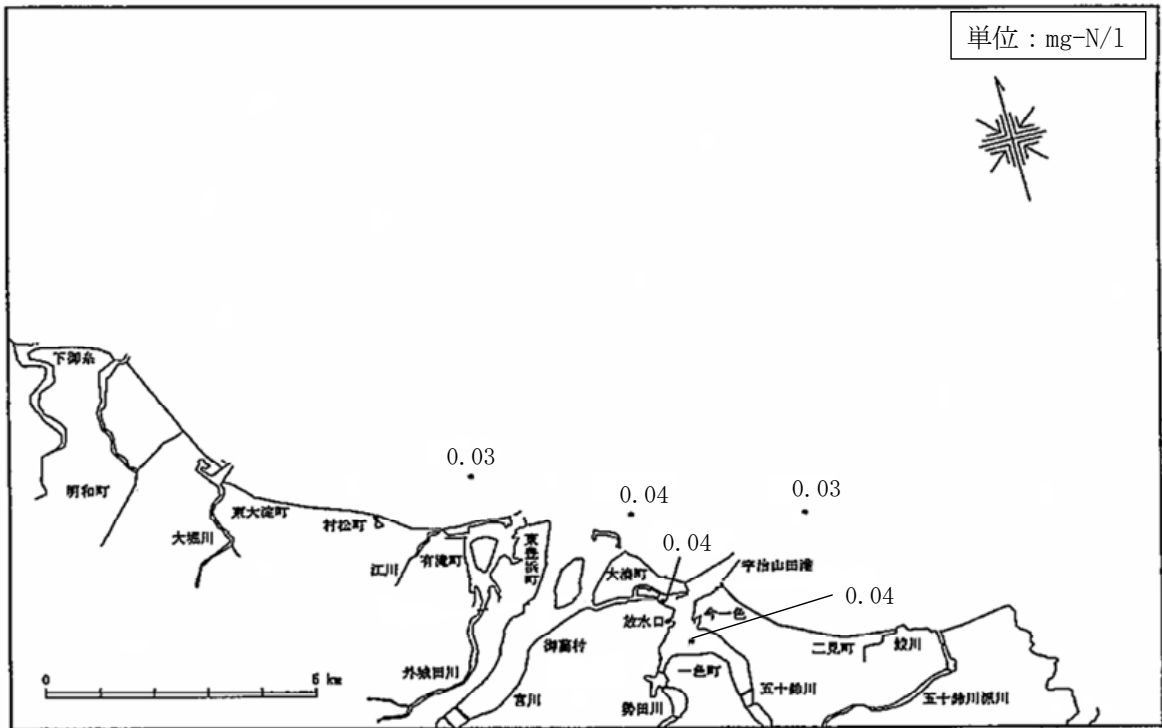 単位：mg-N/l
下御糸
明和町
大堀川
東大淀町
村松町
0.03
江川
有滝町
東豊浜町
外城田川
宮川
御薗村
0.04
大湊町
0.04
放水口
宇治山田港
今一色
0.03
0.04
一色町
勢田川
五十鈴川
二見町
鮫川
五十鈴川派川
0
6 km